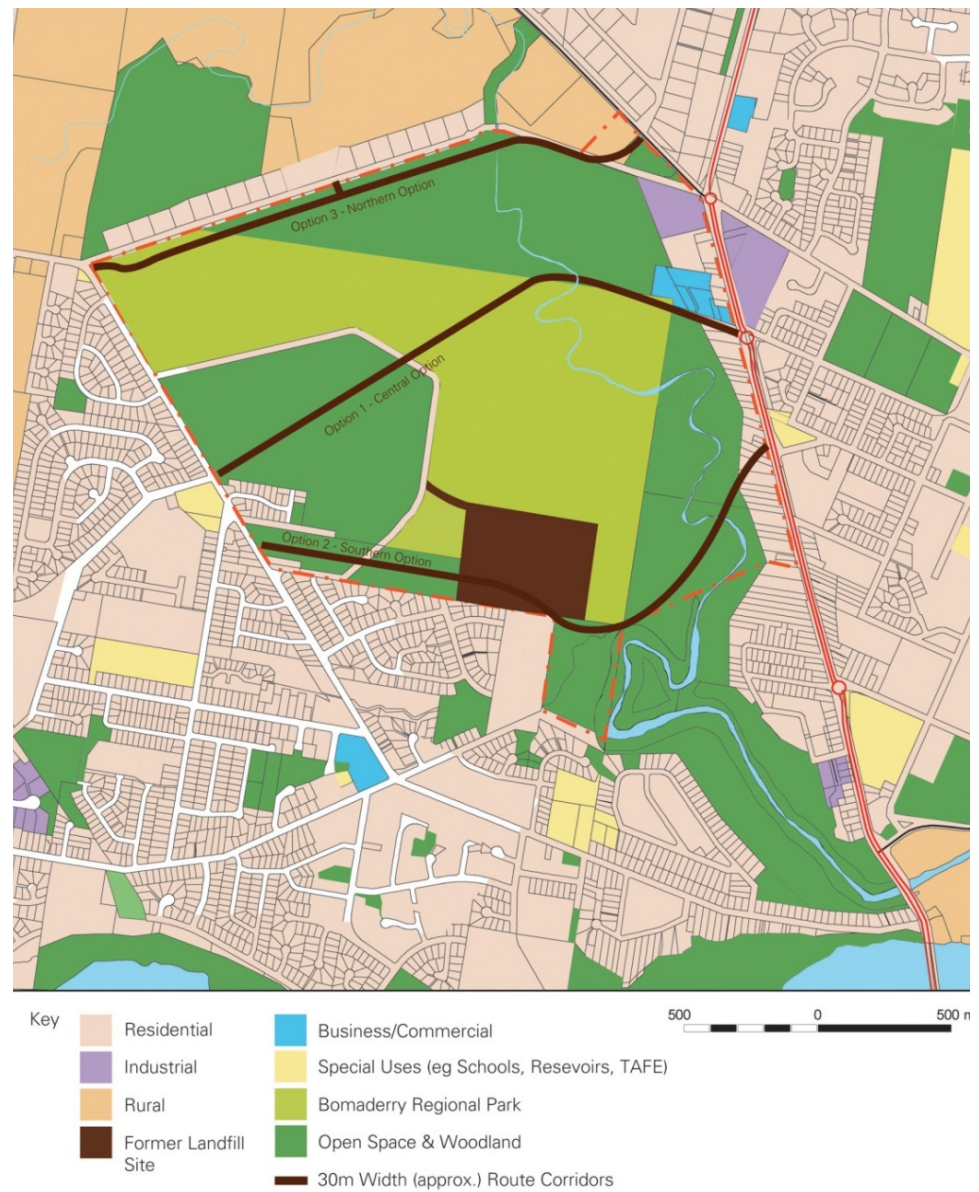 Option 3 - Northern Option
Option 1 - Central Option
Option 2 - Southern Option
Key
Residential
Industrial
Rural
Former Landfill
Site
Business/Commercial
Special Uses (eg Schools, Resevoirs, TAFE)
Bomaderry Regional Park
Open Space & Woodland
30m Width (approx.) Route Corridors
500 0 500 m